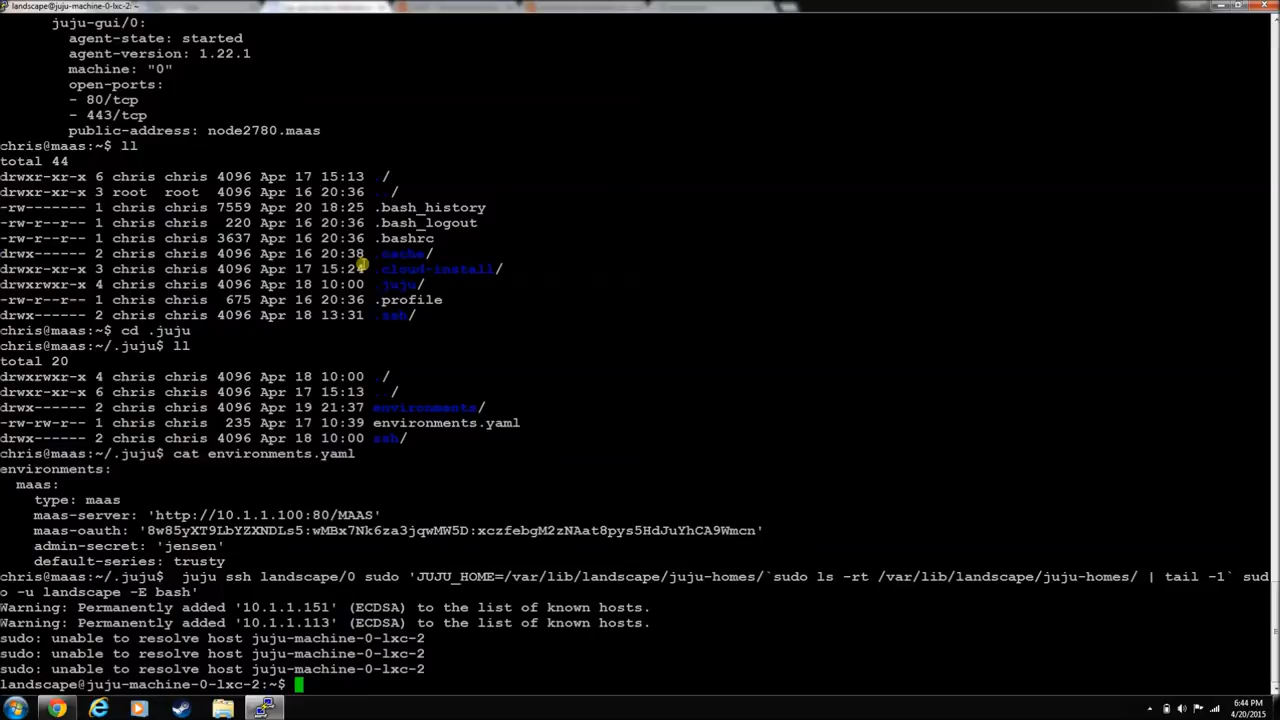 landscape@juju-machine-0-lxc-2: ~
juju-gui/0:
agent-state: started
agent-version: 1.22.1
machine: "0"
open-ports:
- 80/tcp
- 443/tcp
public-address: node2780.maas
chris@maas:~$ ll
total 44
drwxr-xr-x 6 chris chris 4096 Apr 17 15:13 ./
drwxr-xr-x 3 root  root  4096 Apr 16 20:36 ../
-rw------- 1 chris chris 7559 Apr 20 18:25 .bash_history
-rw-r--r-- 1 chris chris  220 Apr 16 20:36 .bash_logout
-rw-r--r-- 1 chris chris 3637 Apr 16 20:36 .bashrc
drwx------ 2 chris chris 4096 Apr 16 20:38 .cache/
drwxr-xr-x 3 chris chris 4096 Apr 17 15:24 .cloud-install/
drwxrwxr-x 4 chris chris 4096 Apr 18 10:00 .juju/
-rw-r--r-- 1 chris chris  675 Apr 16 20:36 .profile
drwx------ 2 chris chris 4096 Apr 18 13:31 .ssh/
chris@maas:~$ cd .juju
chris@maas:~/.juju$ ll
total 20
drwxrwxr-x 4 chris chris 4096 Apr 18 10:00 ./
drwxr-xr-x 6 chris chris 4096 Apr 17 15:13 ../
drwx------ 2 chris chris 4096 Apr 19 21:37 environments/
-rw-rw-r-- 1 chris chris  235 Apr 17 10:39 environments.yaml
drwx------ 2 chris chris 4096 Apr 18 10:00 ssh/
chris@maas:~/.juju$ cat environments.yaml
environments:
maas:
type: maas
maas-server: 'http://10.1.1.100:80/MAAS'
maas-oauth: '8w85yXT9LbYZXNDLs5:wMBx7Nk6za3jqwMW5D:xczfebgM2zNAat8pys5HdJuYhCA9Wmcn'
admin-secret: 'jensen'
default-series: trusty
chris@maas:~/.juju$  juju ssh landscape/0 sudo 'JUJU_HOME=/var/lib/landscape/juju-homes/`sudo ls -rt /var/lib/landscape/juju-homes/ | tail -1` sud
o -u landscape -E bash'
Warning: Permanently added '10.1.1.151' (ECDSA) to the list of known hosts.
Warning: Permanently added '10.1.1.113' (ECDSA) to the list of known hosts.
sudo: unable to resolve host juju-machine-0-lxc-2
sudo: unable to resolve host juju-machine-0-lxc-2
sudo: unable to resolve host juju-machine-0-lxc-2
landscape@juju-machine-0-lxc-2:~$
6:44 PM
4/20/2015